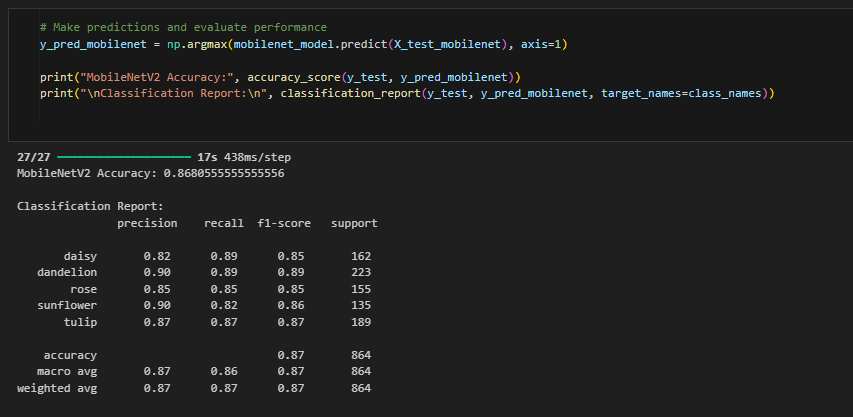 # Make predictions and evaluate performance
y_pred_mobilenet = np.argmax(mobilenet_model.predict(X_test_mobilenet), axis=1)
print("MobileNetV2 Accuracy:", accuracy_score(y_test, y_pred_mobilenet))
print("\nClassification Report:\n", classification_report(y_test, y_pred_mobilenet, target_names=class_names))
27/27 ━━━━━━━━━━━━━━━━━━━━ 17s 438ms/step
MobileNetV2 Accuracy: 0.8680555555555556
Classification Report:
precision recall f1-score support
daisy 0.82 0.89 0.85 162
dandelion 0.90 0.89 0.89 223
rose 0.85 0.85 0.85 155
sunflower 0.90 0.82 0.86 135
tulip 0.87 0.87 0.87 189
accuracy 0.87 864
macro avg 0.87 0.86 0.87 864
weighted avg 0.87 0.87 0.87 864